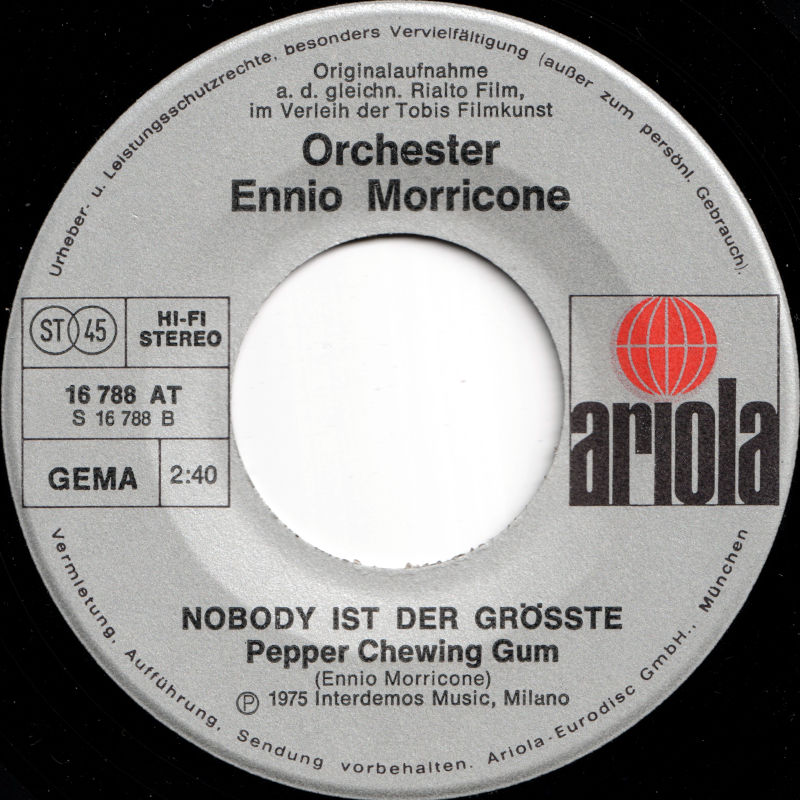 Urheber- u. Leistungsschutzrechte, besonders Vervielfältigung (außer zum persönl. Gebrauch).
Originalaufnahme
a. d. gleichn. Rialto Film,
im Verleih der Tobis Filmkunst
Orchester
Ennio Morricone
ST 45
HI-FI
STEREO
16 788 AT
S 16 788 B
GEMA
2:40
ariola
NOBODY IST DER GRÖSSTE
Pepper Chewing Gum
(Ennio Morricone)
Ⓟ 1975 Interdemos Music, Milano
Vermietung, Aufführung, Sendung vorbehalten. Ariola-Eurodisc GmbH., München